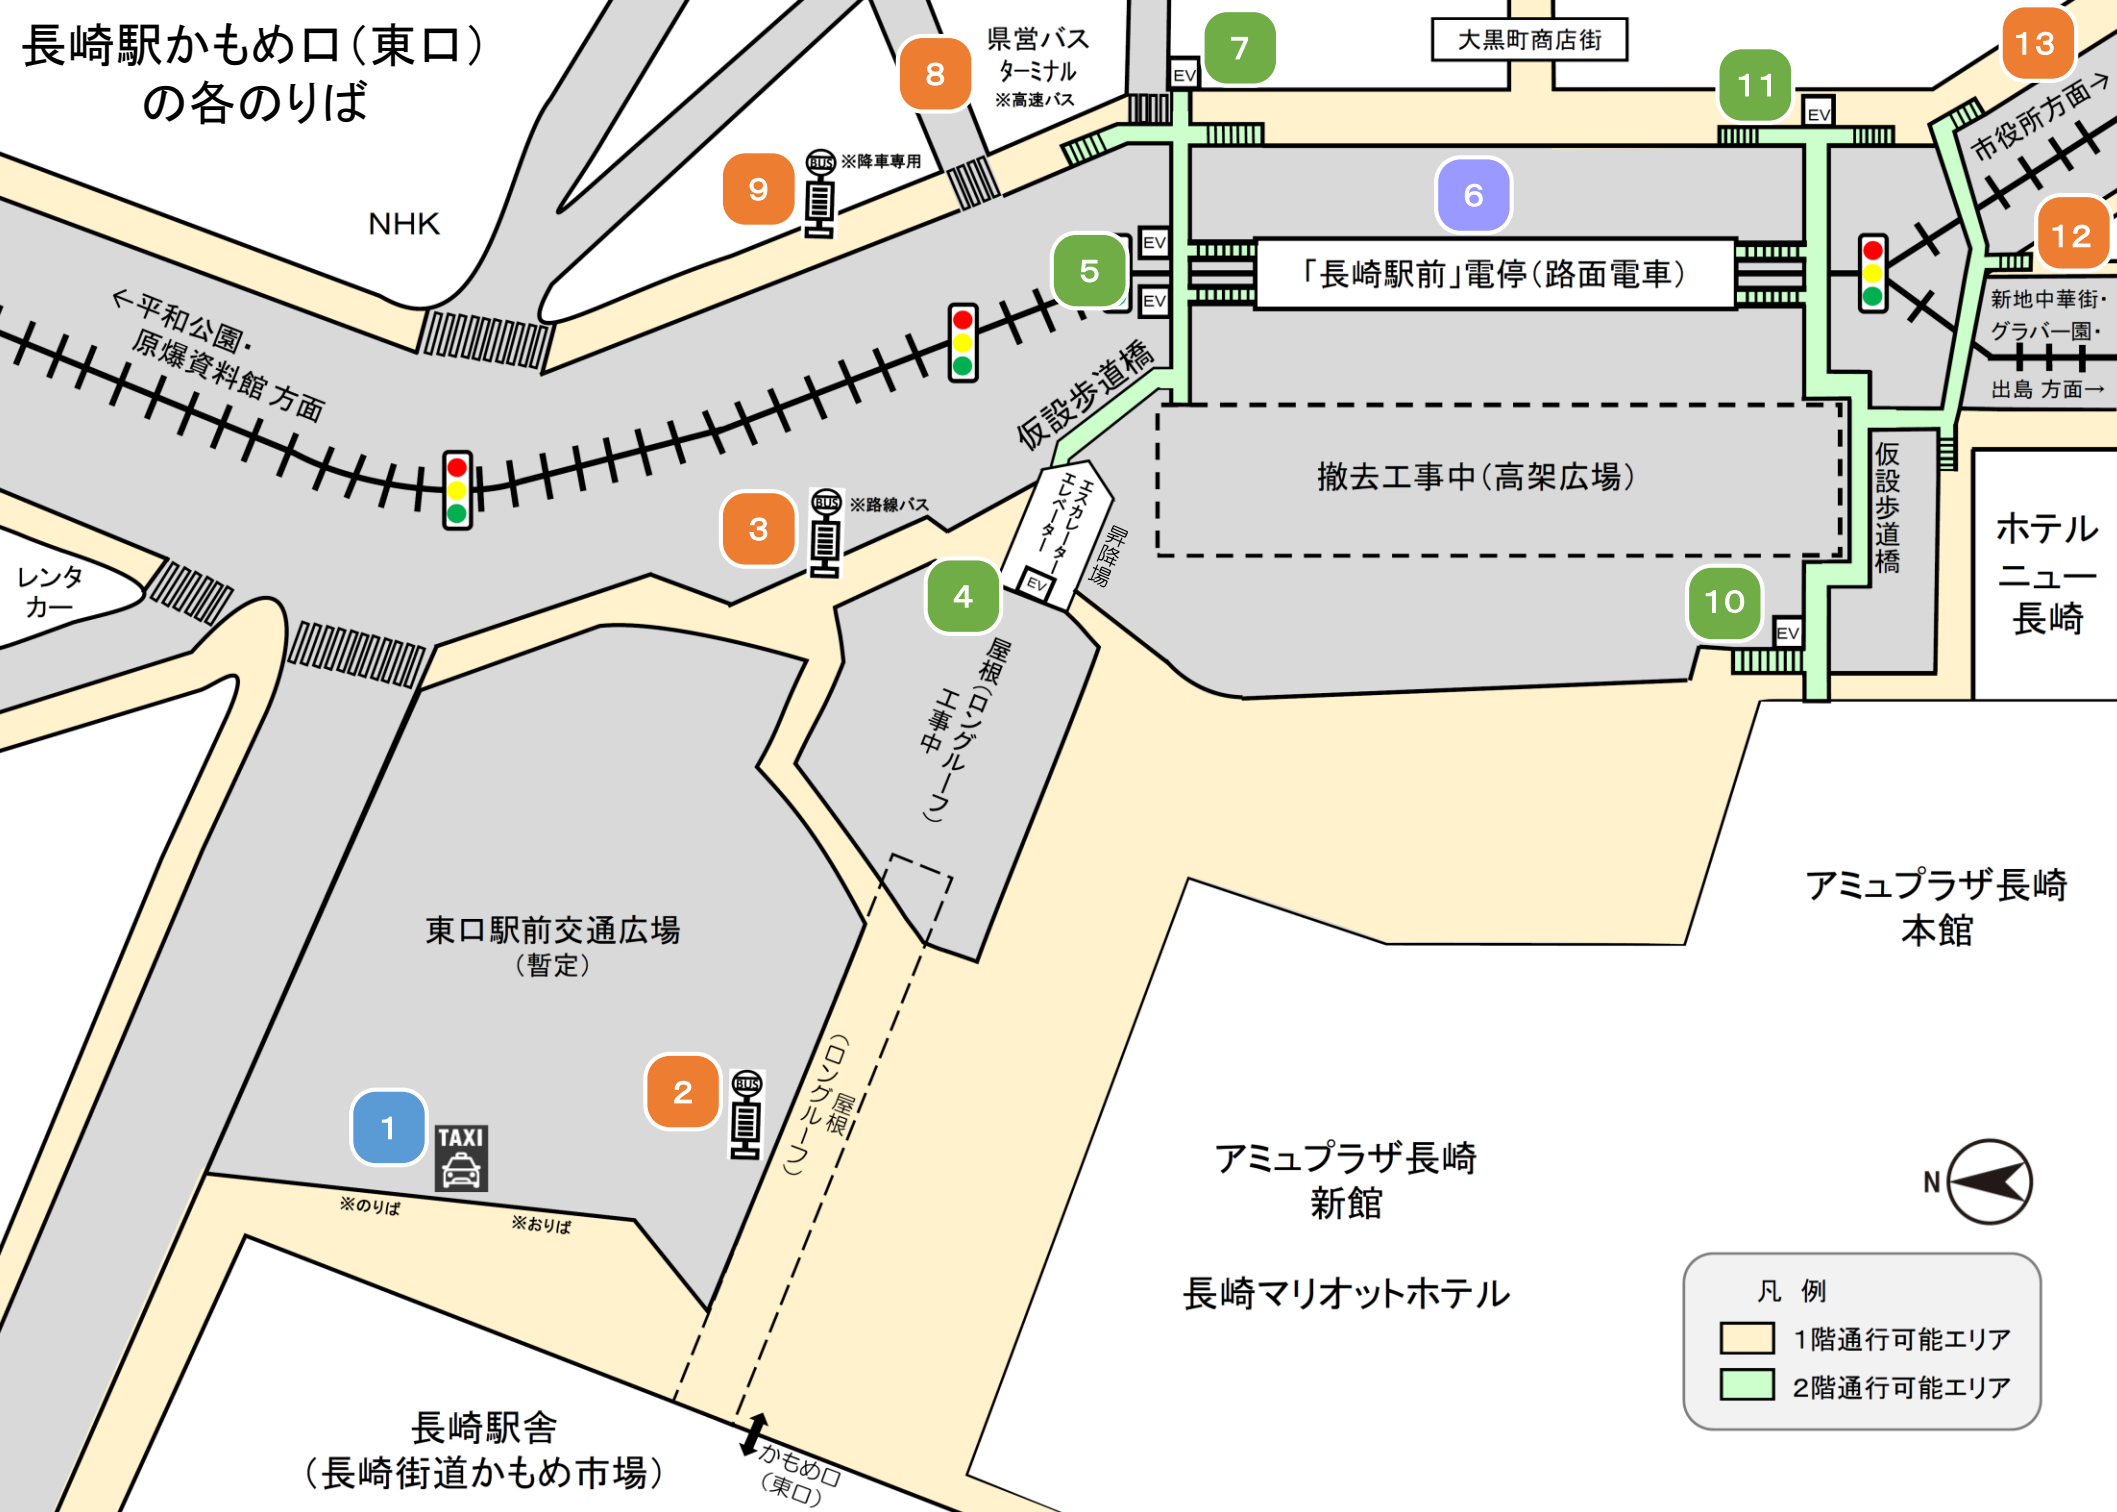 長崎駅かもめ口(東口)
の各のりば
県営バス
ターミナル
※高速バス
大黒町商店街
市役所方面→
新地中華街・
グラバー園・
出島 方面→
NHK
←平和公園・
原爆資料館 方面
※降車専用
BUS
EV
EV
EV
EV
「長崎駅前」電停(路面電車)
仮設歩道橋
撤去工事中(高架広場)
仮設歩道橋
ホテル
ニュー
長崎
レンタ
カー
※路線バス
BUS
エスカレーター
エレベーター
EV
昇降場
EV
屋根(ロングルーフ)
工事中
東口駅前交通広場
(暫定)
屋根
(ロングルーフ)
TAXI
BUS
※のりば
※おりば
アミュプラザ長崎
本館
アミュプラザ長崎
新館
長崎マリオットホテル
長崎駅舎
(長崎街道かもめ市場)
かもめ口
(東口)
N
凡 例
1階通行可能エリア
2階通行可能エリア
1
2
3
4
5
6
7
8
9
10
11
12
13